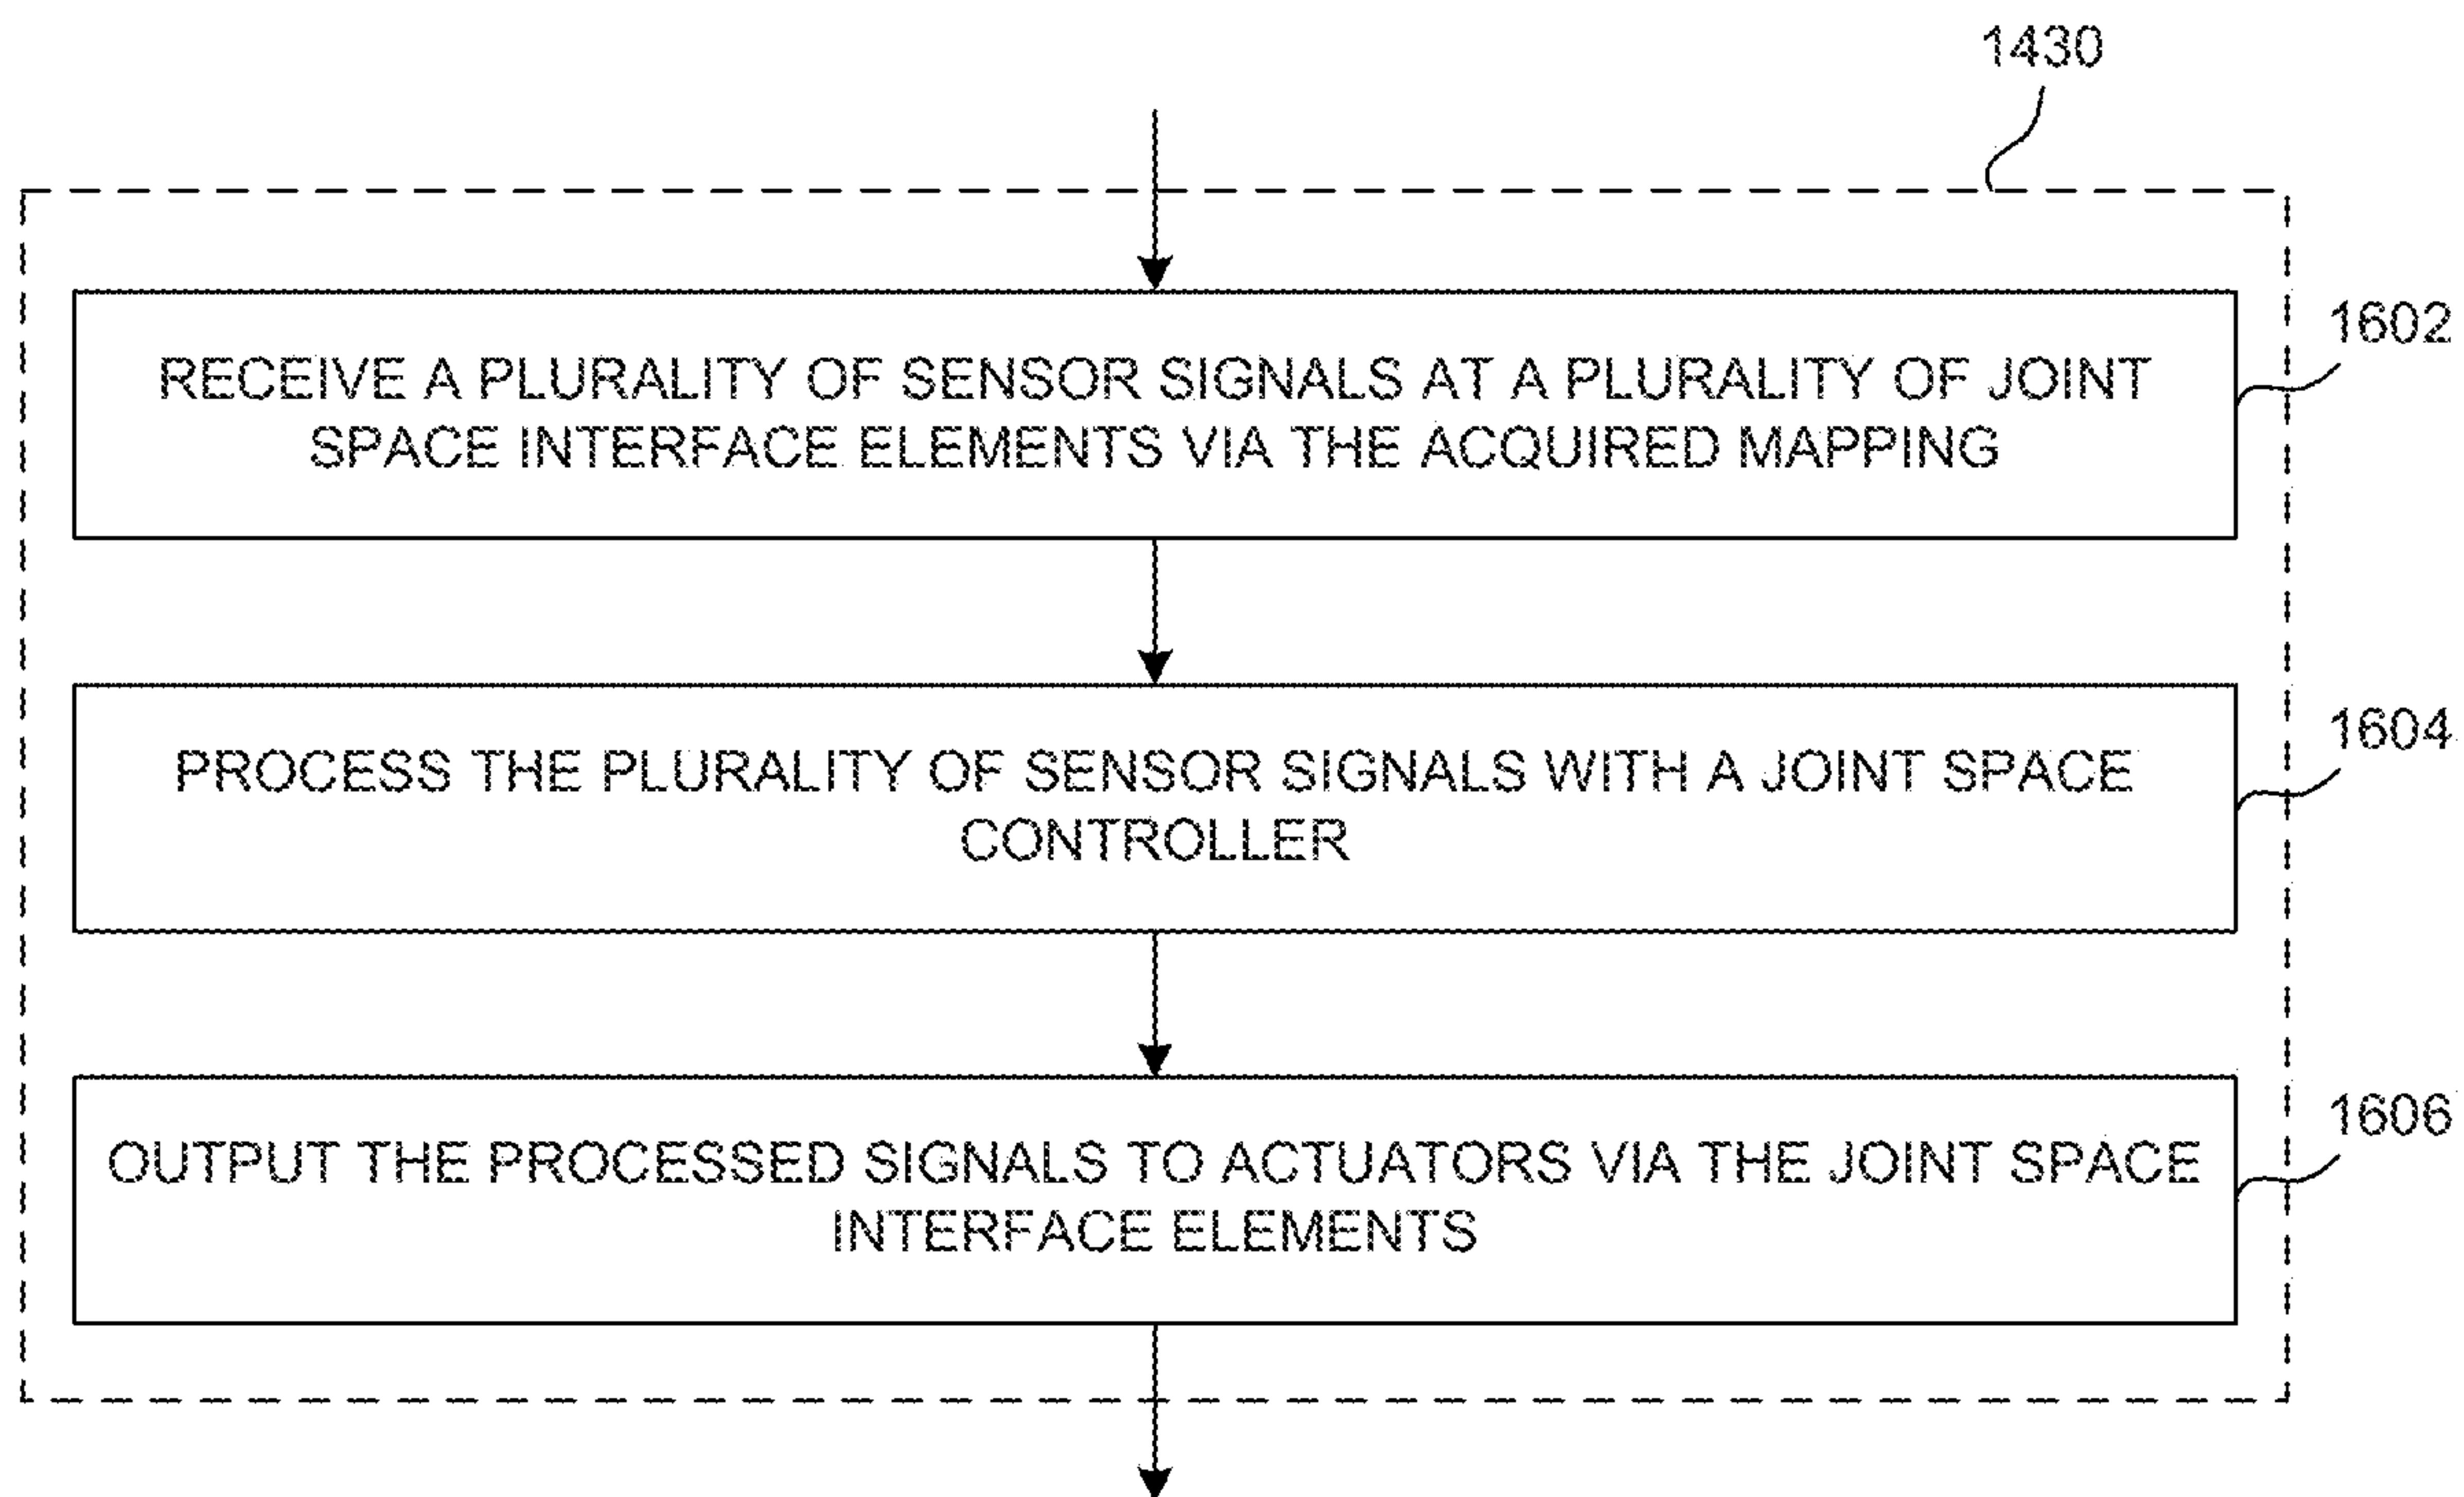 1430
RECEIVE A PLURALITY OF SENSOR SIGNALS AT A PLURALITY OF JOINT
SPACE INTERFACE ELEMENTS VIA THE ACQUIRED MAPPING
1602
PROCESS THE PLURALITY OF SENSOR SIGNALS WITH A JOINT SPACE
CONTROLLER
1604
OUTPUT THE PROCESSED SIGNALS TO ACTUATORS VIA THE JOINT SPACE
INTERFACE ELEMENTS
1606